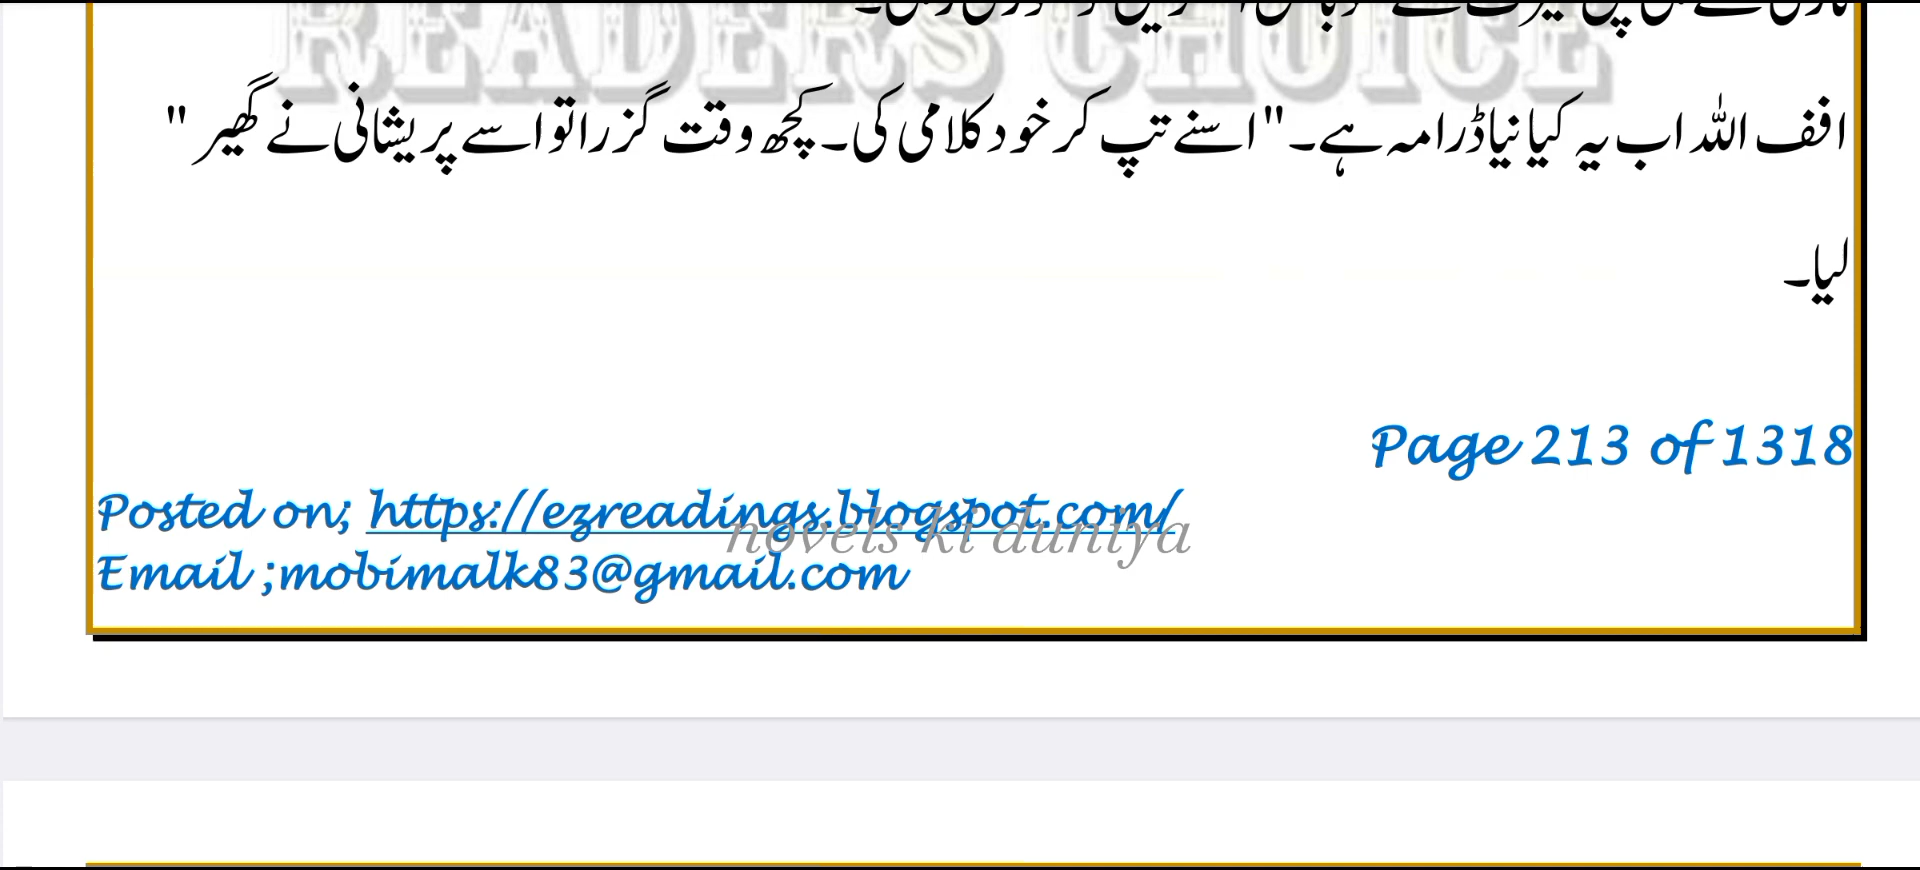 READERS CHOICE
افف اللہ اب یہ کیا نیا ڈرامہ ہے۔"اسنے تپ کر خود کلامی کی۔ کچھ وقت گزرا تو اسے پریشانی نے گھیر "
لیا۔
Page 213 of 1318
Posted on; https://ezreadings.blogspot.com/
novels ki duniya
Email ;mobimalk83@gmail.com